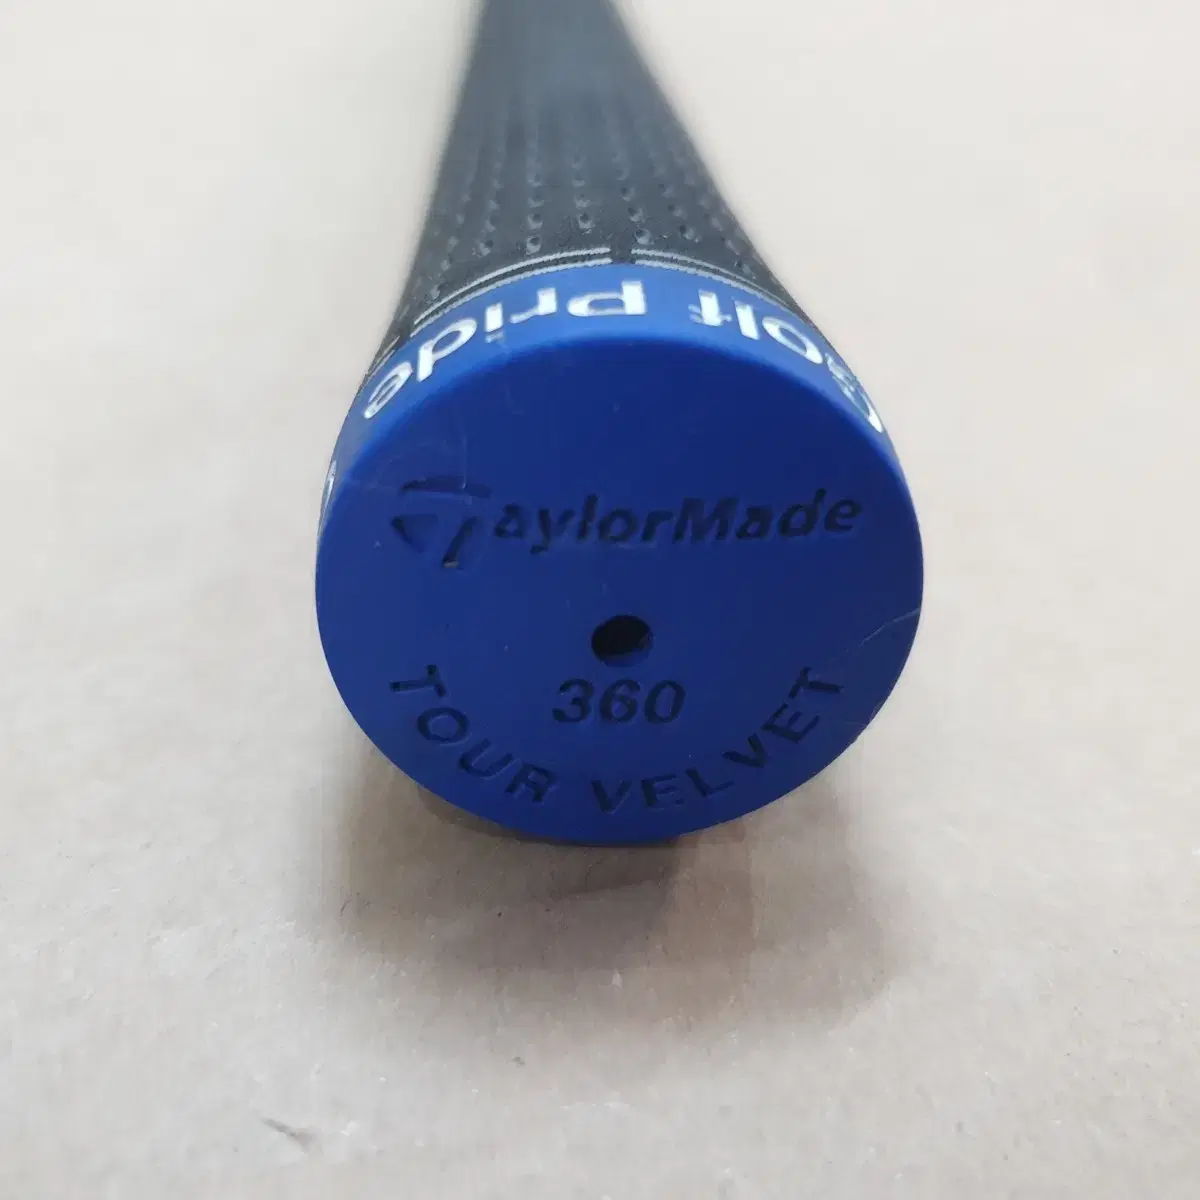 Golf Pride
TaylorMade
360
TOUR VELVET